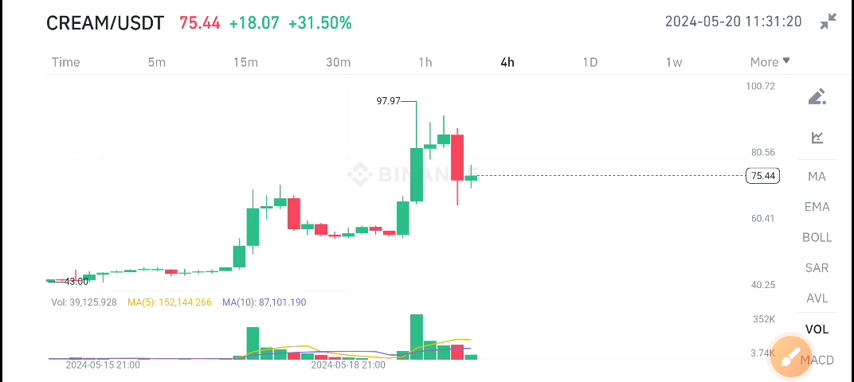 CREAM/USDT 75.44 +18.07 +31.50% 2024-05-20 11:31:20
Time 5m 15m 30m 1h 4h 1D 1w More
100.72
97.97
80.56
BINANCE
75.44
MA
60.41
EMA
BOLL
SAR
43.00
40.25
AVL
Vol: 39,125.928 MA(5): 152,144.266 MA(10): 87,101.190
352K
VOL
3.74K
MACD
2024-05-15 21:00 2024-05-18 21:00